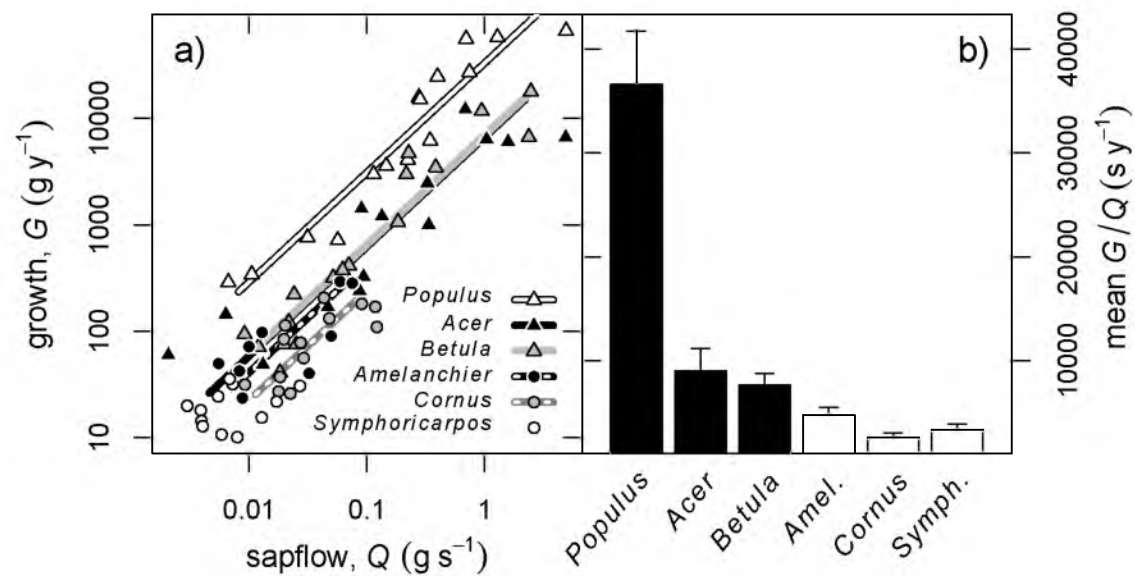 a)
growth, G (g y⁻¹)
10000
1000
100
10
Populus
Acer
Betula
Amelanchier
Cornus
Symphoricarpos
0.01 0.1 1
sapflow, Q (g s⁻¹)
b)
40000
30000
20000
10000
mean G/Q (s y⁻¹)
Populus
Acer
Betula
Amel.
Cornus
Symph.